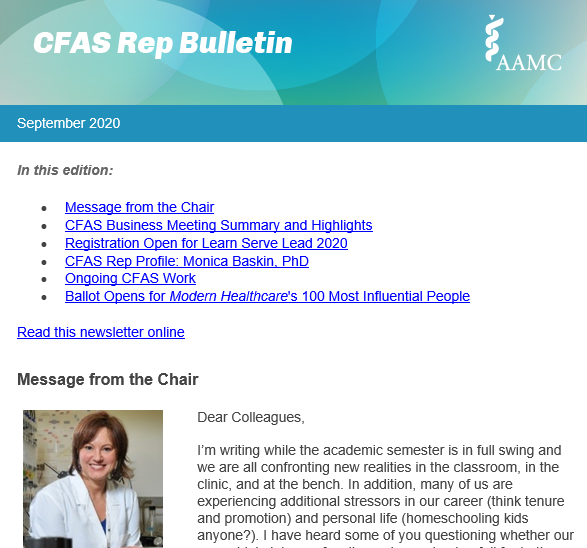 CFAS Rep Bulletin
AAMC
September 2020
In this edition:
Message from the Chair
CFAS Business Meeting Summary and Highlights
Registration Open for Learn Serve Lead 2020
CFAS Rep Profile: Monica Baskin, PhD
Ongoing CFAS Work
Ballot Opens for Modern Healthcare's 100 Most Influential People
Read this newsletter online
Message from the Chair
Dear Colleagues,
I'm writing while the academic semester is in full swing and
we are all confronting new realities in the classroom, in the
clinic, and at the bench. In addition, many of us are
experiencing additional stressors in our career (think tenure
and promotion) and personal life (homeschooling kids
anyone?). I have heard some of you questioning whether our